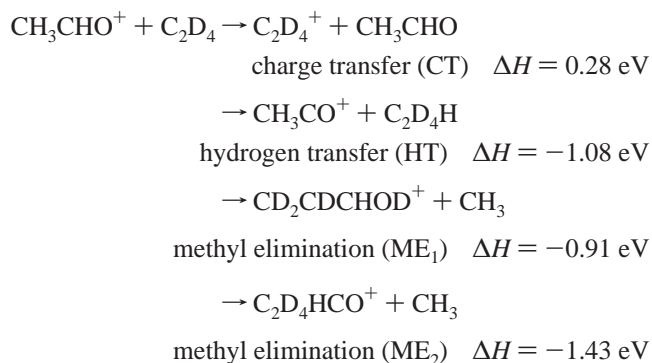 CH₃CHO⁺ + C₂D₄ → C₂D₄⁺ + CH₃CHO
charge transfer (CT) ΔH = 0.28 eV
→ CH₃CO⁺ + C₂D₄H
hydrogen transfer (HT) ΔH = −1.08 eV
→ CD₂CDCHOD⁺ + CH₃
methyl elimination (ME₁) ΔH = −0.91 eV
→ C₂D₄HCO⁺ + CH₃
methyl elimination (ME₂) ΔH = −1.43 eV